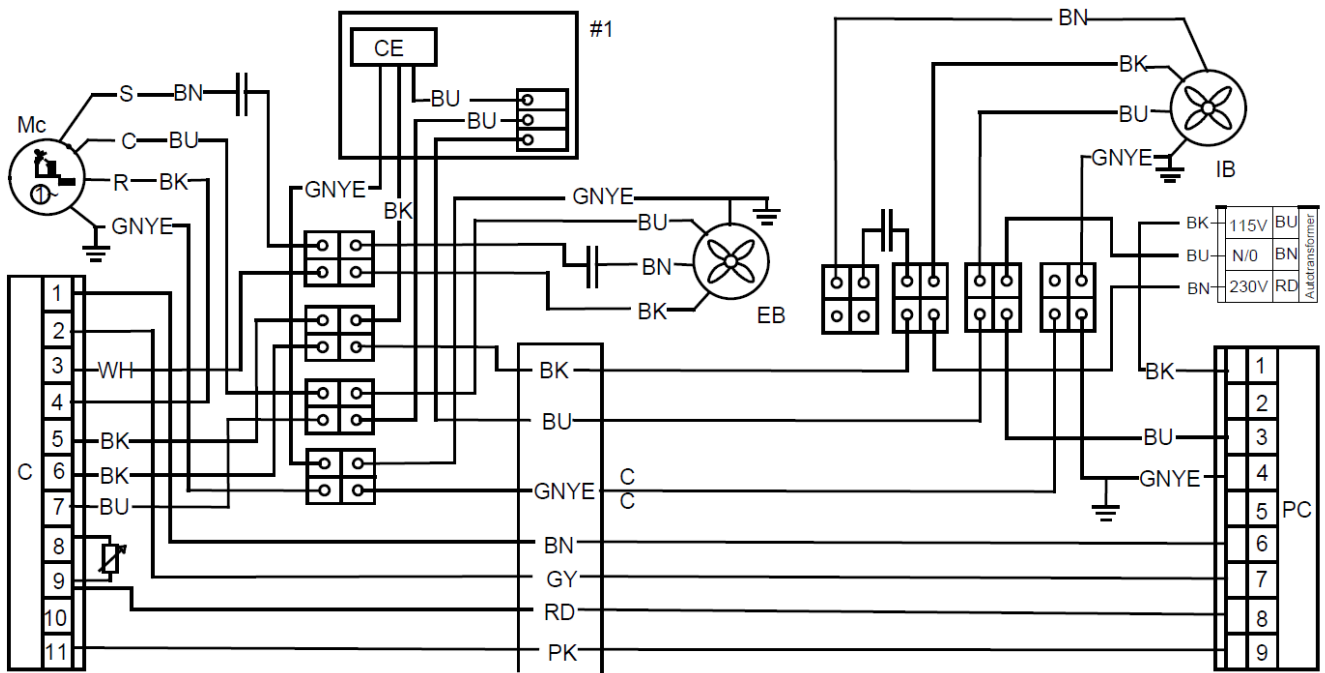 #1
CE
BU
BU
S BN
Mc
C BU
R BK
1~
GNYE
GNYE
BK
GNYE
BU
BN
BK
EB
BN
BK
BU
GNYE
IB
BK 115V BU
BU N/0 BN
BN 230V RD
Autotransformer
C
1
2
3 WH
4
5 BK
6 BK
7 BU
8
9
10
11
BK
BU
GNYE
C
C
BN
GY
RD
PK
BK
BU
GNYE
1
2
3
4
5
6
7
8
9
PC